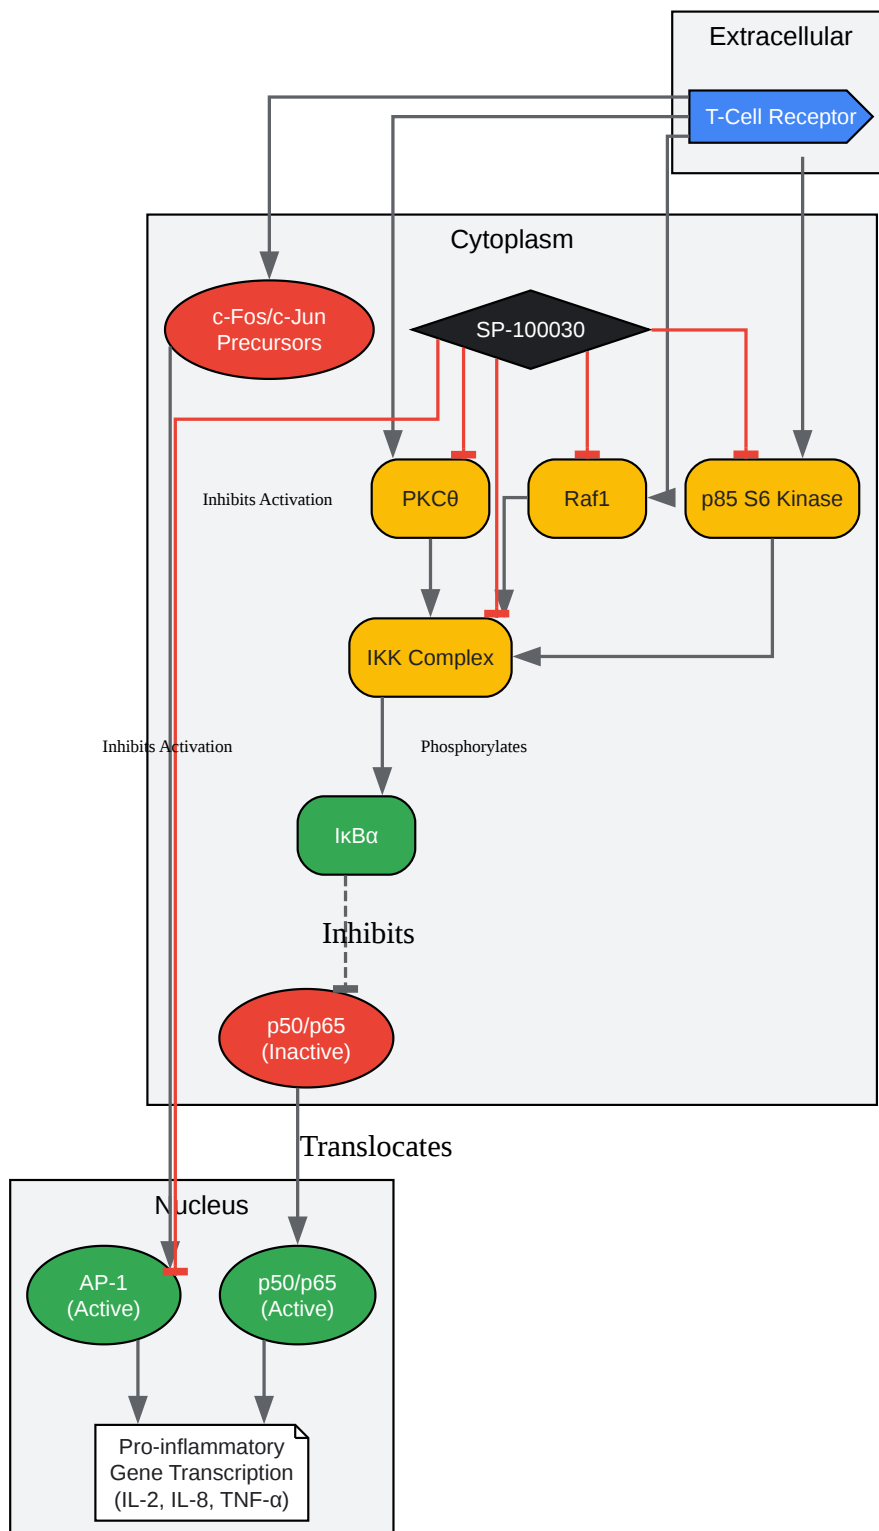 Extracellular
T-Cell Receptor
Cytoplasm
c-Fos/c-Jun
Precursors
SP-100030
Inhibits Activation
PKCθ
Raf1
p85 S6 Kinase
IKK Complex
Inhibits Activation
Phosphorylates
IκBα
Inhibits
p50/p65
(Inactive)
Translocates
Nucleus
AP-1
(Active)
p50/p65
(Active)
Pro-inflammatory
Gene Transcription
(IL-2, IL-8, TNF-α)